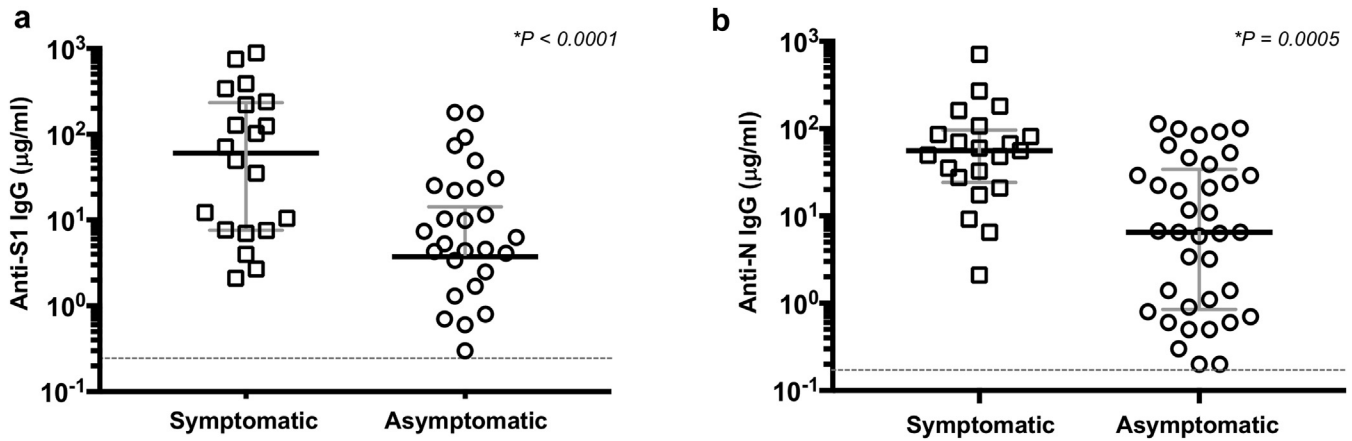 a
*P < 0.0001
Anti-S1 IgG (μg/ml)
10³
10²
10¹
10⁰
10⁻¹
Symptomatic Asymptomatic
b
*P = 0.0005
Anti-N IgG (μg/ml)
10³
10²
10¹
10⁰
10⁻¹
Symptomatic Asymptomatic